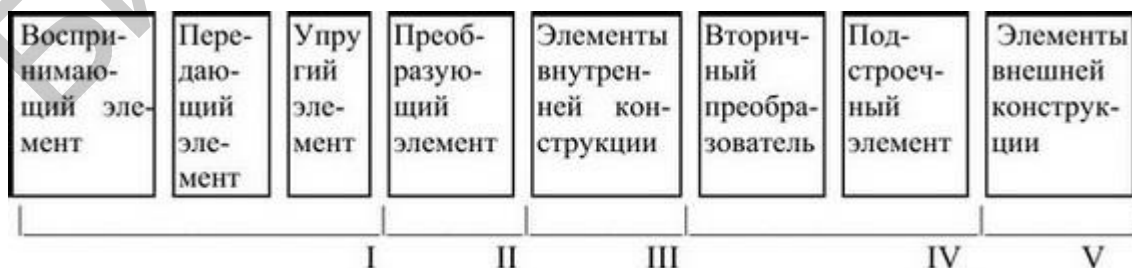 Воспри-
нимаю-
щий эле-
мент
Пере-
даю-
щий
эле-
мент
Упру
гий
эле-
мент
Преоб-
разую-
щий
элемент
Элементы
внутрен-
ней кон-
струкции
Вторич-
ный
преобра-
зователь
Под-
строеч-
ный
элемент
Элементы
внешней
конструк-
ции
I II III IV V